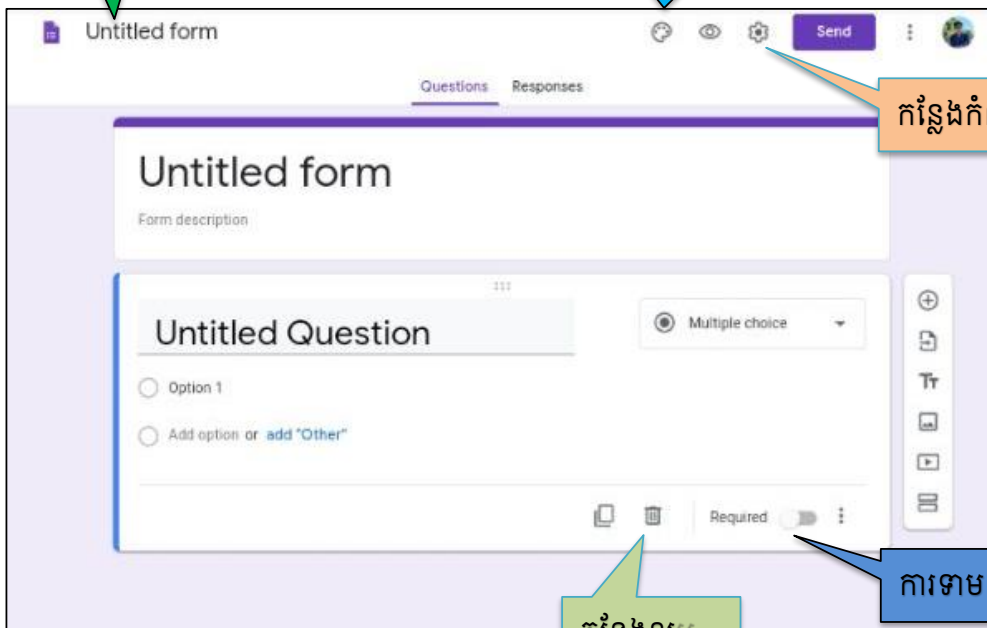 Untitled form
Send
Questions Responses
កន្លែងកំ
Untitled form
Form description
Untitled Question
Multiple choice
Option 1
Add option or add "Other"
Required
ការទាម